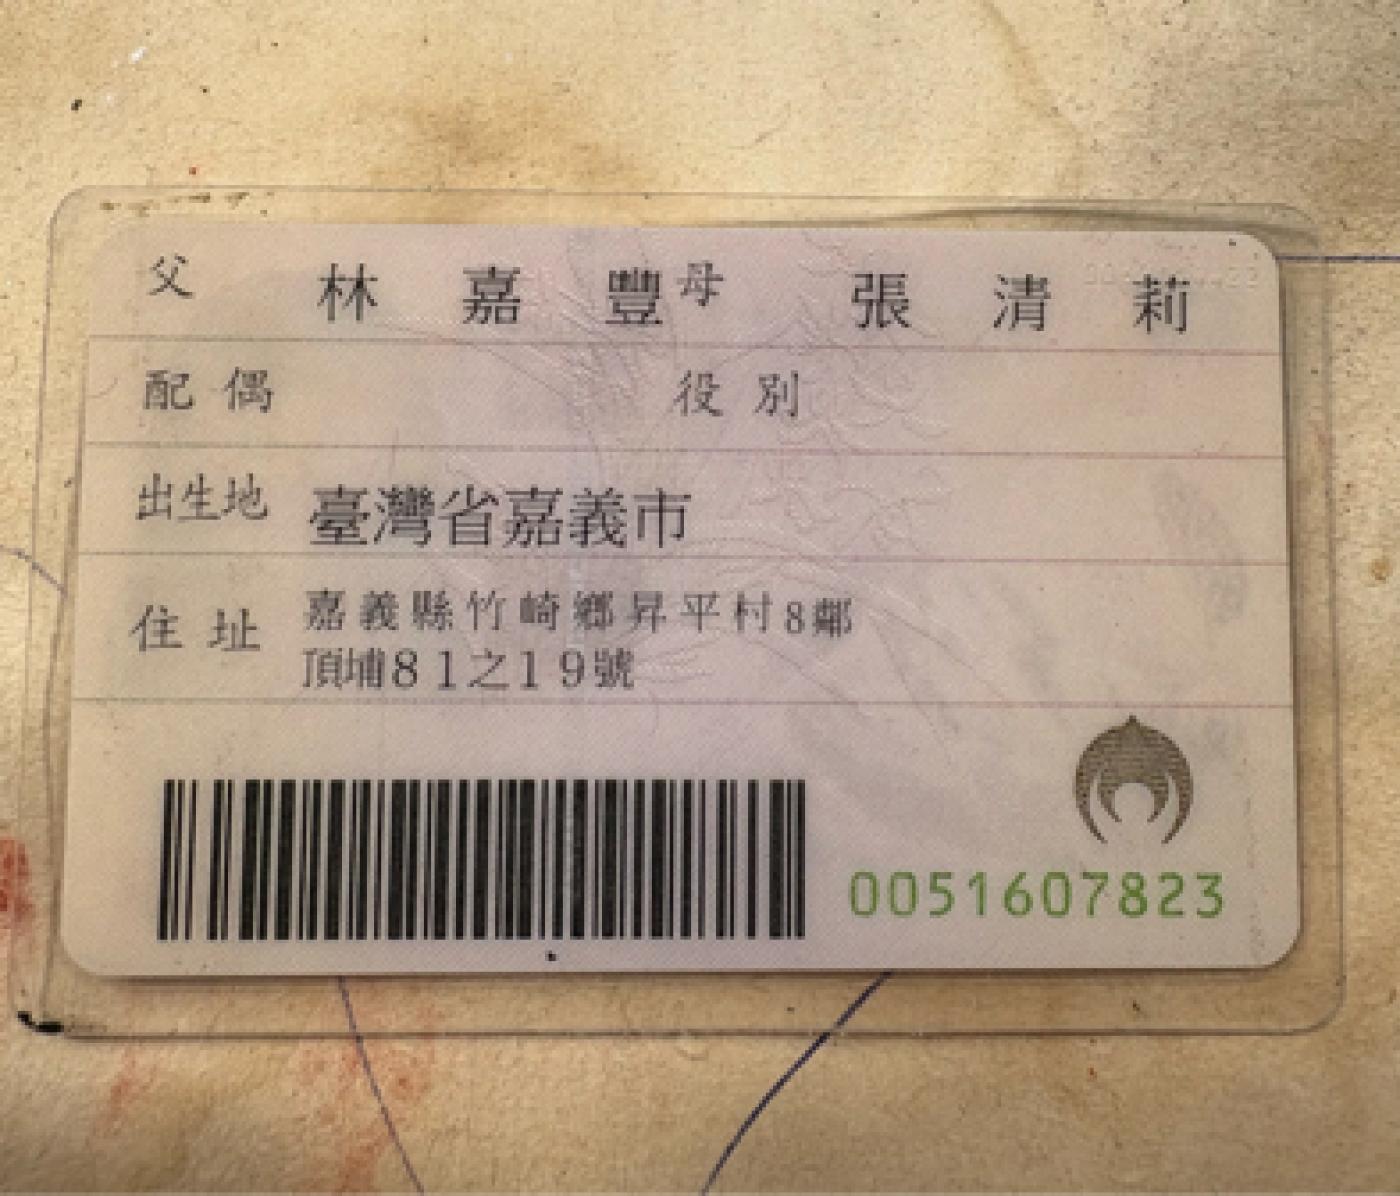 父 林嘉豐 母 張清莉
配偶 役別
出生地 臺灣省嘉義市
住址 嘉義縣竹崎鄉昇平村8鄰
頂埔81之19號
0051607823